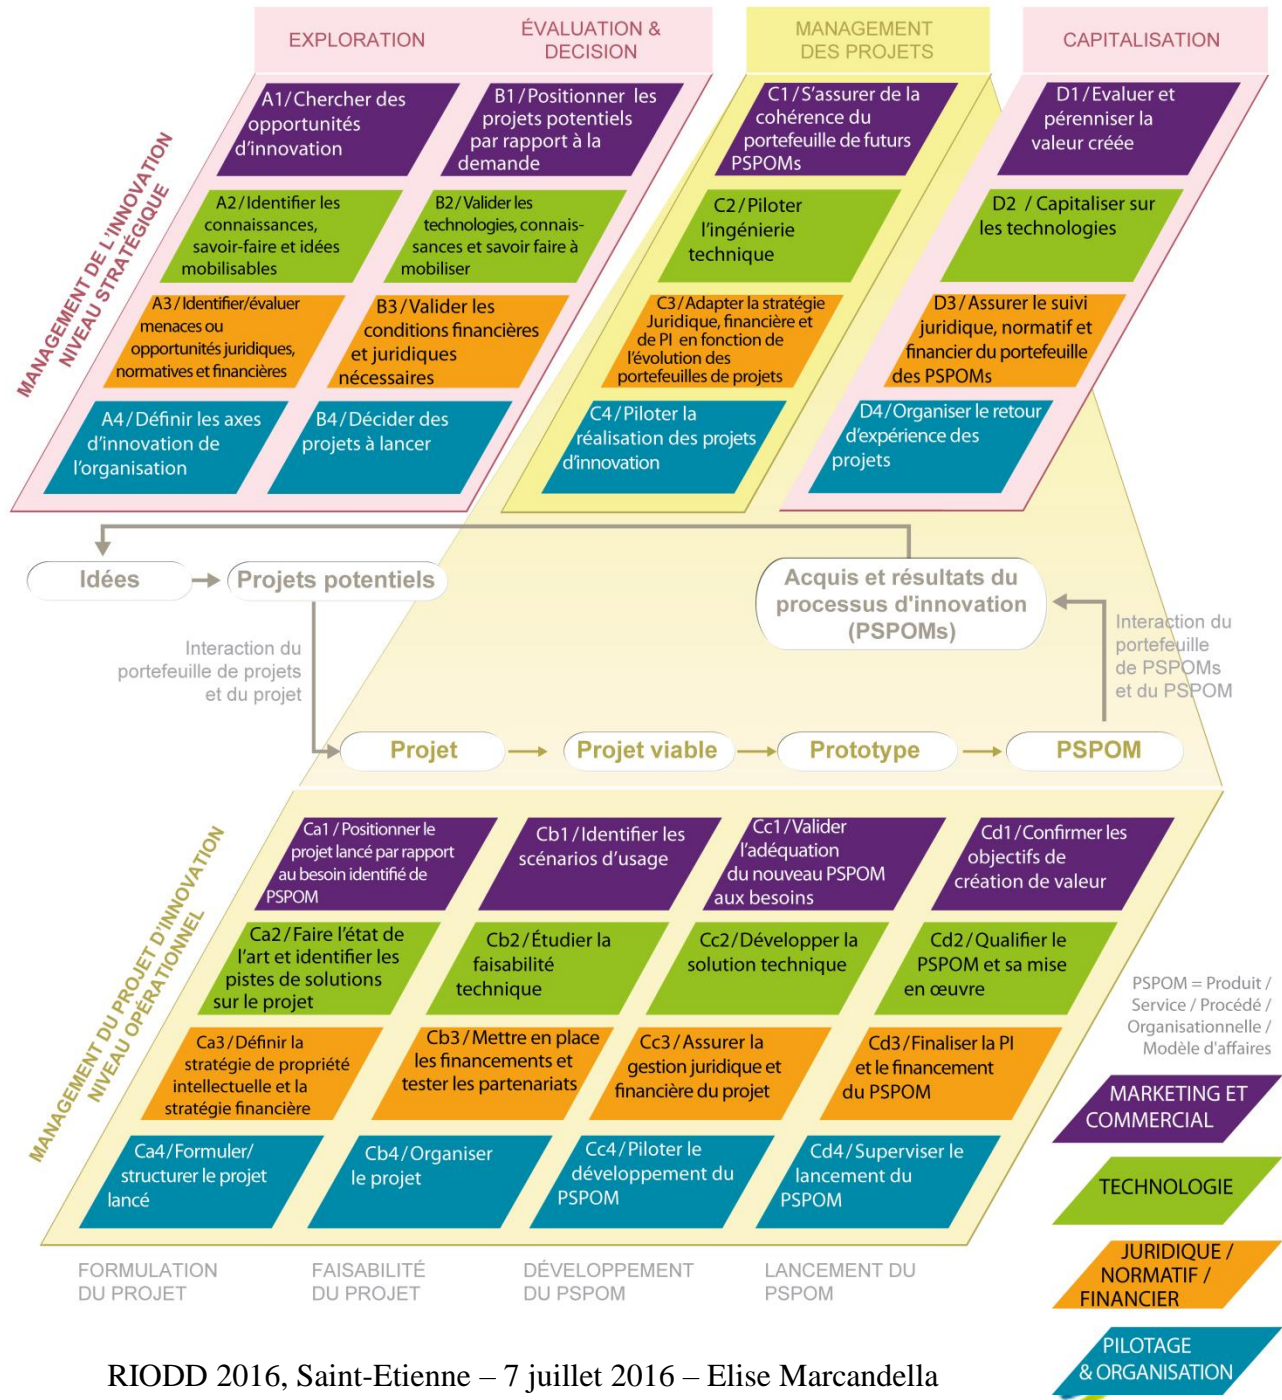 EXPLORATION
ÉVALUATION &
DECISION
MANAGEMENT
DES PROJETS
CAPITALISATION
MANAGEMENT DE L'INNOVATION
NIVEAU STRATÉGIQUE
A1/Chercher des
opportunités
d'innovation
B1/Positionner les
projets potentiels
par rapport à la
demande
C1/S'assurer de la
cohérence du
portefeuille de futurs
PSPOMs
D1/Evaluer et
pérenniser la
valeur créée
A2/Identifier les
connaissances,
savoir-faire et idées
mobilisables
B2/Valider les
technologies, connais-
sances et savoir faire à
mobiliser
C2/Piloter
l'ingénierie
technique
D2 / Capitaliser sur
les technologies
A3/Identifier/évaluer
menaces ou
opportunités juridiques,
normatives et financières
B3/Valider les
conditions financières
et juridiques
nécessaires
C3/Adapter la stratégie
Juridique, financière et
de PI en fonction de
l'évolution des
portefeuilles de projets
D3/Assurer le suivi
juridique, normatif et
financier du portefeuille
des PSPOMs
A4/Définir les axes
d'innovation de
l'organisation
B4/Décider des
projets à lancer
C4/Piloter la
réalisation des projets
d'innovation
D4/Organiser le retour
d'expérience des
projets
Idées
Projets potentiels
Acquis et résultats du
processus d'innovation
(PSPOMs)
Interaction du
portefeuille de projets
et du projet
Interaction du
portefeuille
de PSPOMs
et du PSPOM
Projet
Projet viable
Prototype
PSPOM
MANAGEMENT DU PROJET D'INNOVATION
NIVEAU OPÉRATIONNEL
Ca1/Positionner le
projet lancé par rapport
au besoin identifié de
PSPOM
Cb1/Identifier les
scénarios d'usage
Cc1/Valider
l'adéquation
du nouveau PSPOM
aux besoins
Cd1/Confirmer les
objectifs de
création de valeur
Ca2/Faire l'état de
l'art et identifier les
pistes de solutions
sur le projet
Cb2/Étudier la
faisabilité
technique
Cc2/Développer la
solution technique
Cd2/Qualifier le
PSPOM et sa mise
en œuvre
Ca3/Définir la
stratégie de propriété
intellectuelle et la
stratégie financière
Cb3/Mettre en place
les financements et
tester les partenariats
Cc3/Assurer la
gestion juridique et
financière du projet
Cd3/Finaliser la PI
et le financement
du PSPOM
Ca4/Formuler/
structurer le projet
lancé
Cb4/Organiser
le projet
Cc4/Piloter le
développement du
PSPOM
Cd4/Superviser le
lancement du
PSPOM
FORMULATION
DU PROJET
FAISABILITÉ
DU PROJET
DÉVELOPPEMENT
DU PSPOM
LANCEMENT DU
PSPOM
PSPOM = Produit /
Service / Procédé /
Organisationnelle /
Modèle d'affaires
MARKETING ET
COMMERCIAL
TECHNOLOGIE
JURIDIQUE /
NORMATIF /
FINANCIER
PILOTAGE
& ORGANISATION
RIODD 2016, Saint-Etienne – 7 juillet 2016 – Elise Marcandella